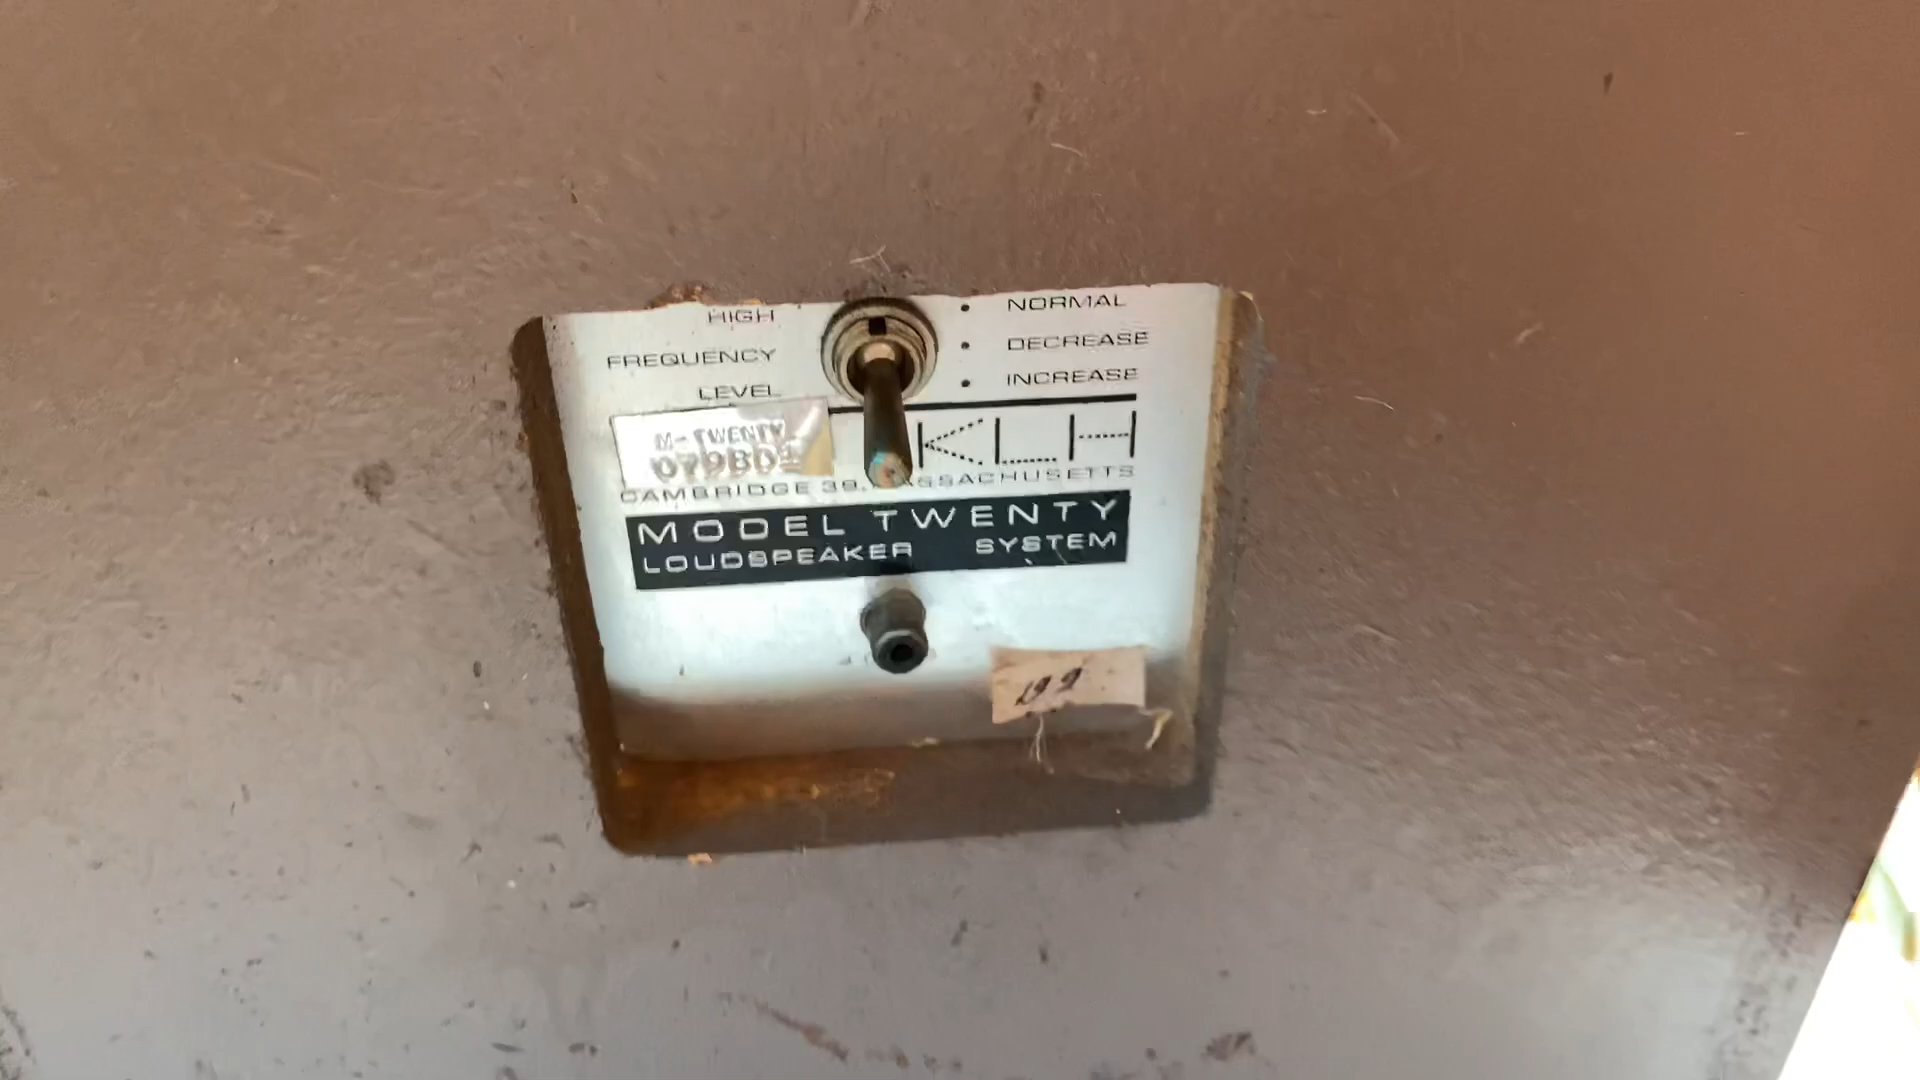 HIGH
NORMAL
FREQUENCY
DECREASE
LEVEL
INCREASE
M-TWENTY
KLH
CAMBRIDGE 39, MASSACHUSETTS
MODEL TWENTY
LOUDSPEAKER SYSTEM